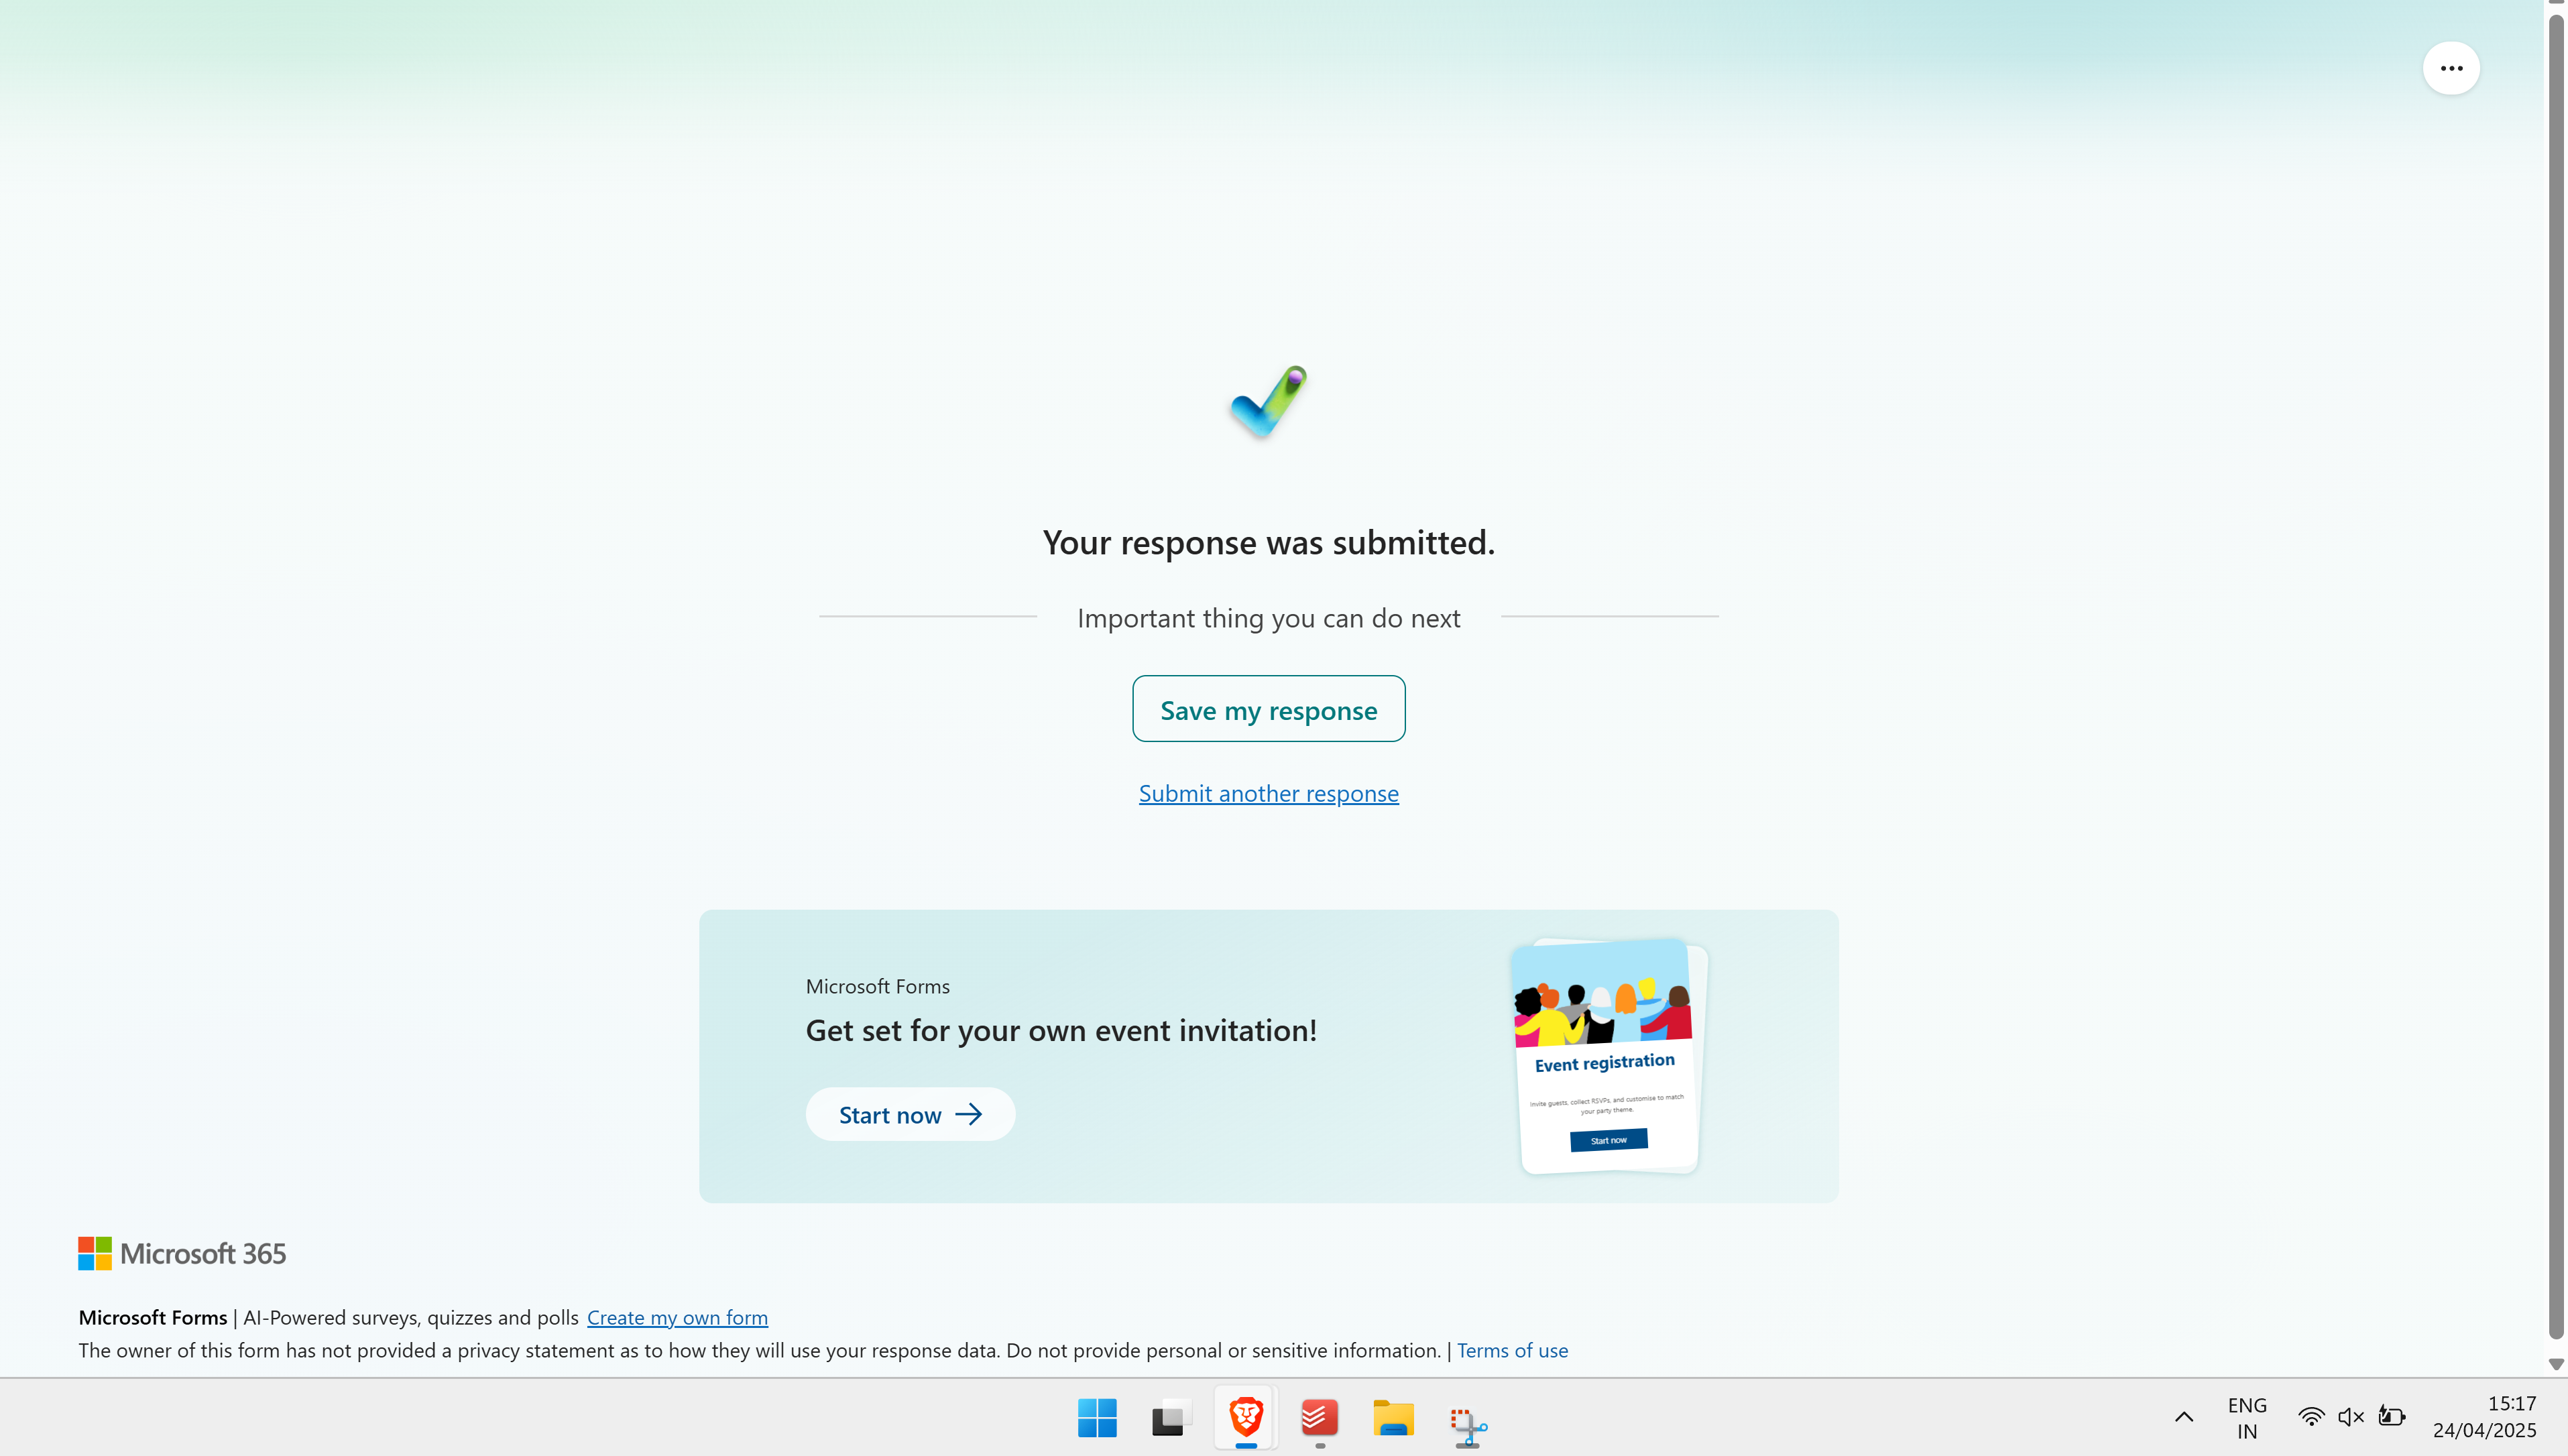 Your response was submitted.
Important thing you can do next
Save my response
Submit another response
Microsoft Forms
Get set for your own event invitation!
Start now
Event registration
Invite guests, collect RSVPs, and customise to match
your party theme.
Start now
Microsoft 365
Microsoft Forms | AI-Powered surveys, quizzes and polls Create my own form
The owner of this form has not provided a privacy statement as to how they will use your response data. Do not provide personal or sensitive information. | Terms of use
ENG
IN
15:17
24/04/2025